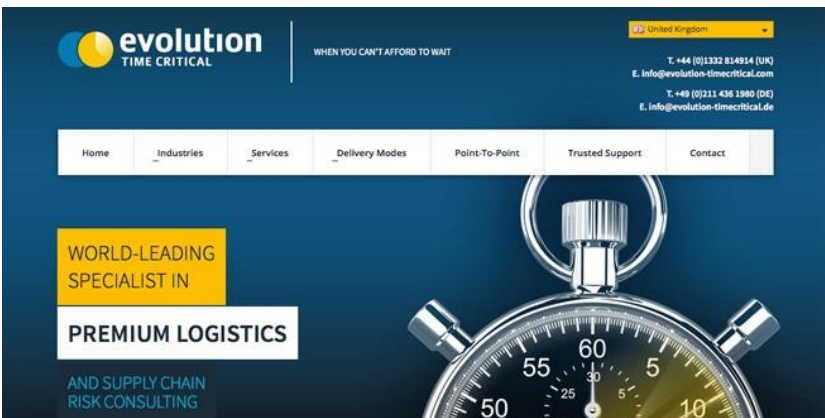 evolution
TIME CRITICAL
WHEN YOU CAN'T AFFORD TO WAIT
United Kingdom
T. +44 (0)1332 814914 (UK)
E. info@evolution-timecritical.com
T. +49 (0)211 436 1980 (DE)
E. info@evolution-timecritical.de
Home Industries Services Delivery Modes Point-To-Point Trusted Support Contact
WORLD-LEADING
SPECIALIST IN
PREMIUM LOGISTICS
AND SUPPLY CHAIN
RISK CONSULTING
60
55 5
30
25 5
50 10